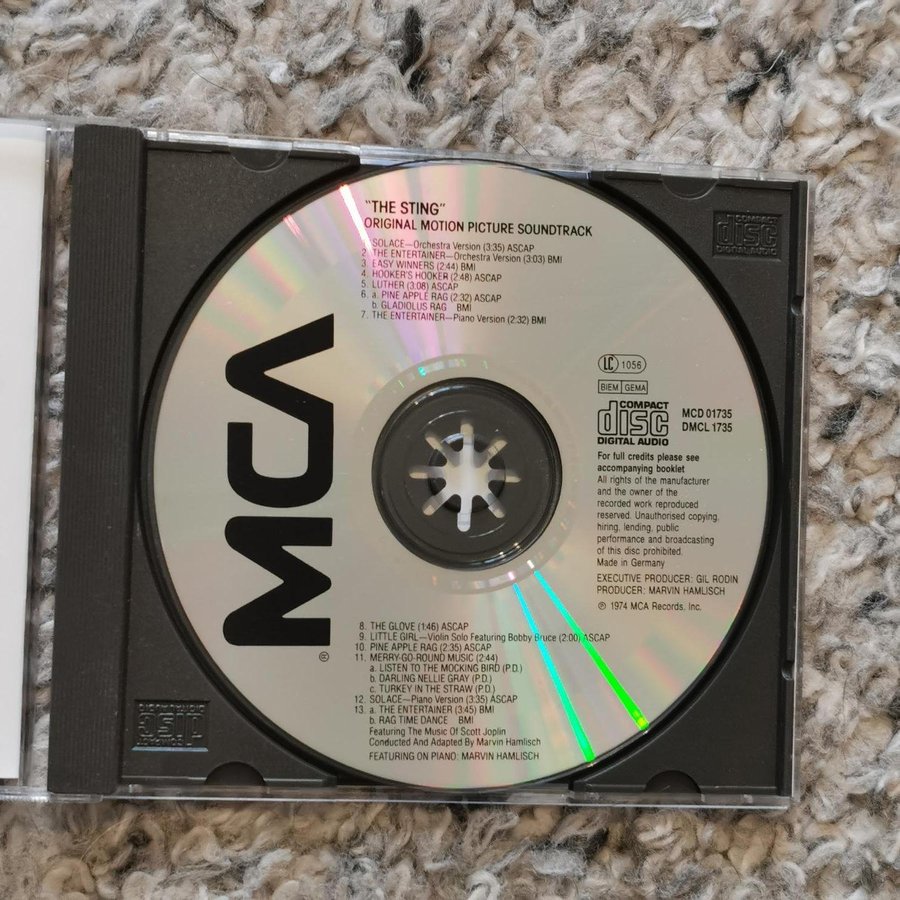 "THE STING"
ORIGINAL MOTION PICTURE SOUNDTRACK
1. SOLACE—Orchestra Version (3:35) ASCAP
2. THE ENTERTAINER—Orchestra Version (3:03) BMI
3. EASY WINNERS (2:44) BMI
4. HOOKER'S HOOKER (2:48) ASCAP
5. LUTHER (3:08) ASCAP
6. a. PINE APPLE RAG (2:32) ASCAP
b. GLADIOLUS RAG BMI
7. THE ENTERTAINER—Piano Version (2:32) BMI
MCA
®
LC 1056
BIEM GEMA
COMPACT
disc
DIGITAL AUDIO
MCD 01735
DMCL 1735
For full credits please see
accompanying booklet
All rights of the manufacturer
and the owner of the
recorded work reproduced
reserved. Unauthorised copying,
hiring, lending, public
performance and broadcasting
of this disc prohibited.
Made in Germany
EXECUTIVE PRODUCER: GIL RODIN
PRODUCER: MARVIN HAMLISCH
℗ 1974 MCA Records, Inc.
8. THE GLOVE (1:46) ASCAP
9. LITTLE GIRL—Violin Solo Featuring Bobby Bruce (2:00) ASCAP
10. PINE APPLE RAG (2:35) ASCAP
11. MERRY-GO-ROUND MUSIC (2:44)
a. LISTEN TO THE MOCKING BIRD (P.D.)
b. DARLING NELLIE GRAY (P.D.)
c. TURKEY IN THE STRAW (P.D.)
12. SOLACE—Piano Version (3:35) ASCAP
13. a. THE ENTERTAINER (3:45) BMI
b. RAG TIME DANCE BMI
Featuring The Music Of Scott Joplin
Conducted And Adapted By Marvin Hamlisch
FEATURING ON PIANO: MARVIN HAMLISCH
COMPACT
disc
DIGITAL AUDIO
COMPACT
disc
DIGITAL AUDIO